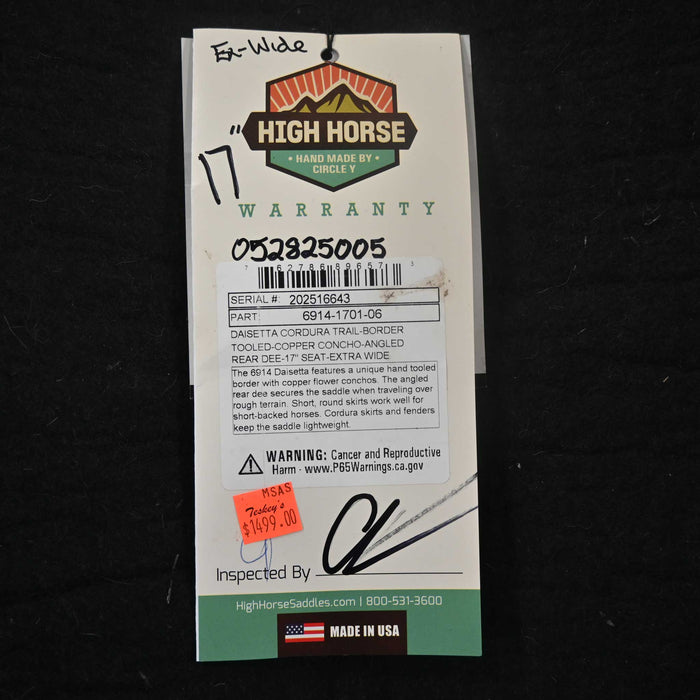 Ex-Wide
HIGH HORSE
• HAND MADE BY •
CIRCLE Y
17"
WARRANTY
052825005
7 62786 89657 3
SERIAL #: 202516643
PART: 6914-1701-06
DAISETTA CORDURA TRAIL-BORDER
TOOLED-COPPER CONCHO-ANGLED
REAR DEE-17" SEAT-EXTRA WIDE
The 6914 Daisetta features a unique hand tooled
border with copper flower conchos. The angled
rear dee secures the saddle when traveling over
rough terrain. Short, round skirts work well for
short-backed horses. Cordura skirts and fenders
keep the saddle lightweight.
WARNING: Cancer and Reproductive
Harm - www.P65Warnings.ca.gov
MSAS
Teskey's
$1499.00
Inspected By
HighHorseSaddles.com | 800-531-3600
MADE IN USA